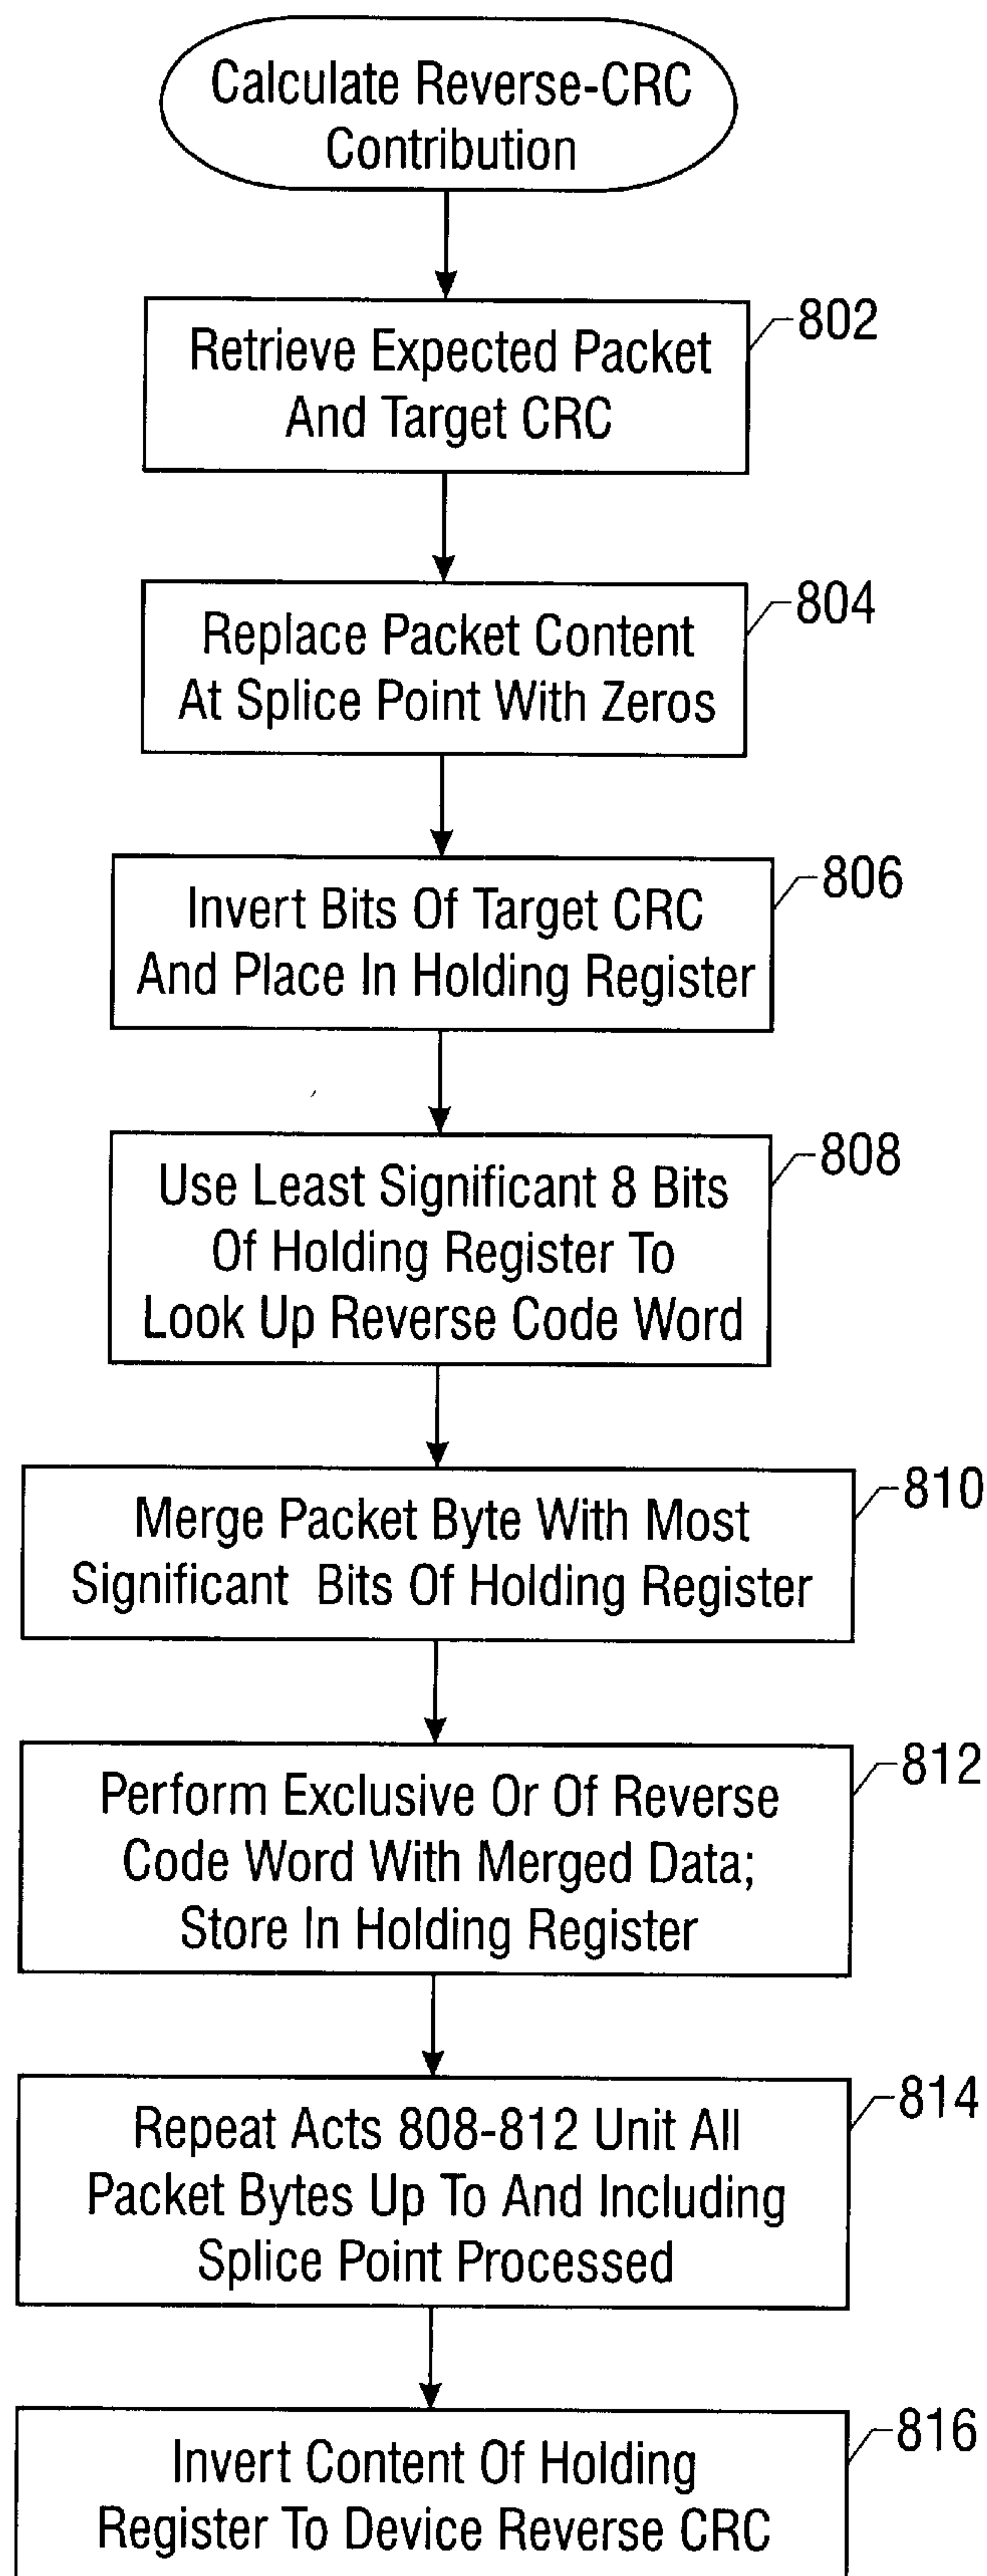 Calculate Reverse-CRC
Contribution
802
Retrieve Expected Packet
And Target CRC
804
Replace Packet Content
At Splice Point With Zeros
806
Invert Bits Of Target CRC
And Place In Holding Register
808
Use Least Significant 8 Bits
Of Holding Register To
Look Up Reverse Code Word
810
Merge Packet Byte With Most
Significant Bits Of Holding Register
812
Perform Exclusive Or Of Reverse
Code Word With Merged Data;
Store In Holding Register
814
Repeat Acts 808-812 Unit All
Packet Bytes Up To And Including
Splice Point Processed
816
Invert Content Of Holding
Register To Device Reverse CRC